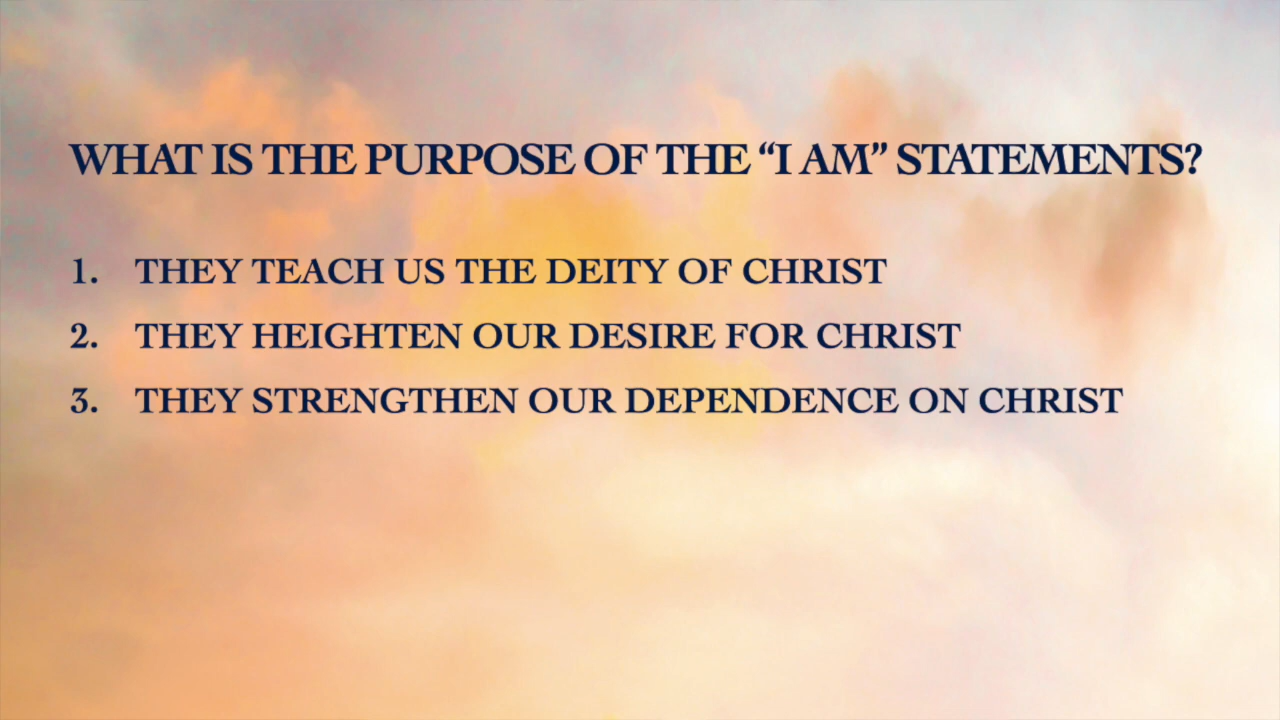 WHAT IS THE PURPOSE OF THE “I AM” STATEMENTS?
1. THEY TEACH US THE DEITY OF CHRIST
2. THEY HEIGHTEN OUR DESIRE FOR CHRIST
3. THEY STRENGTHEN OUR DEPENDENCE ON CHRIST